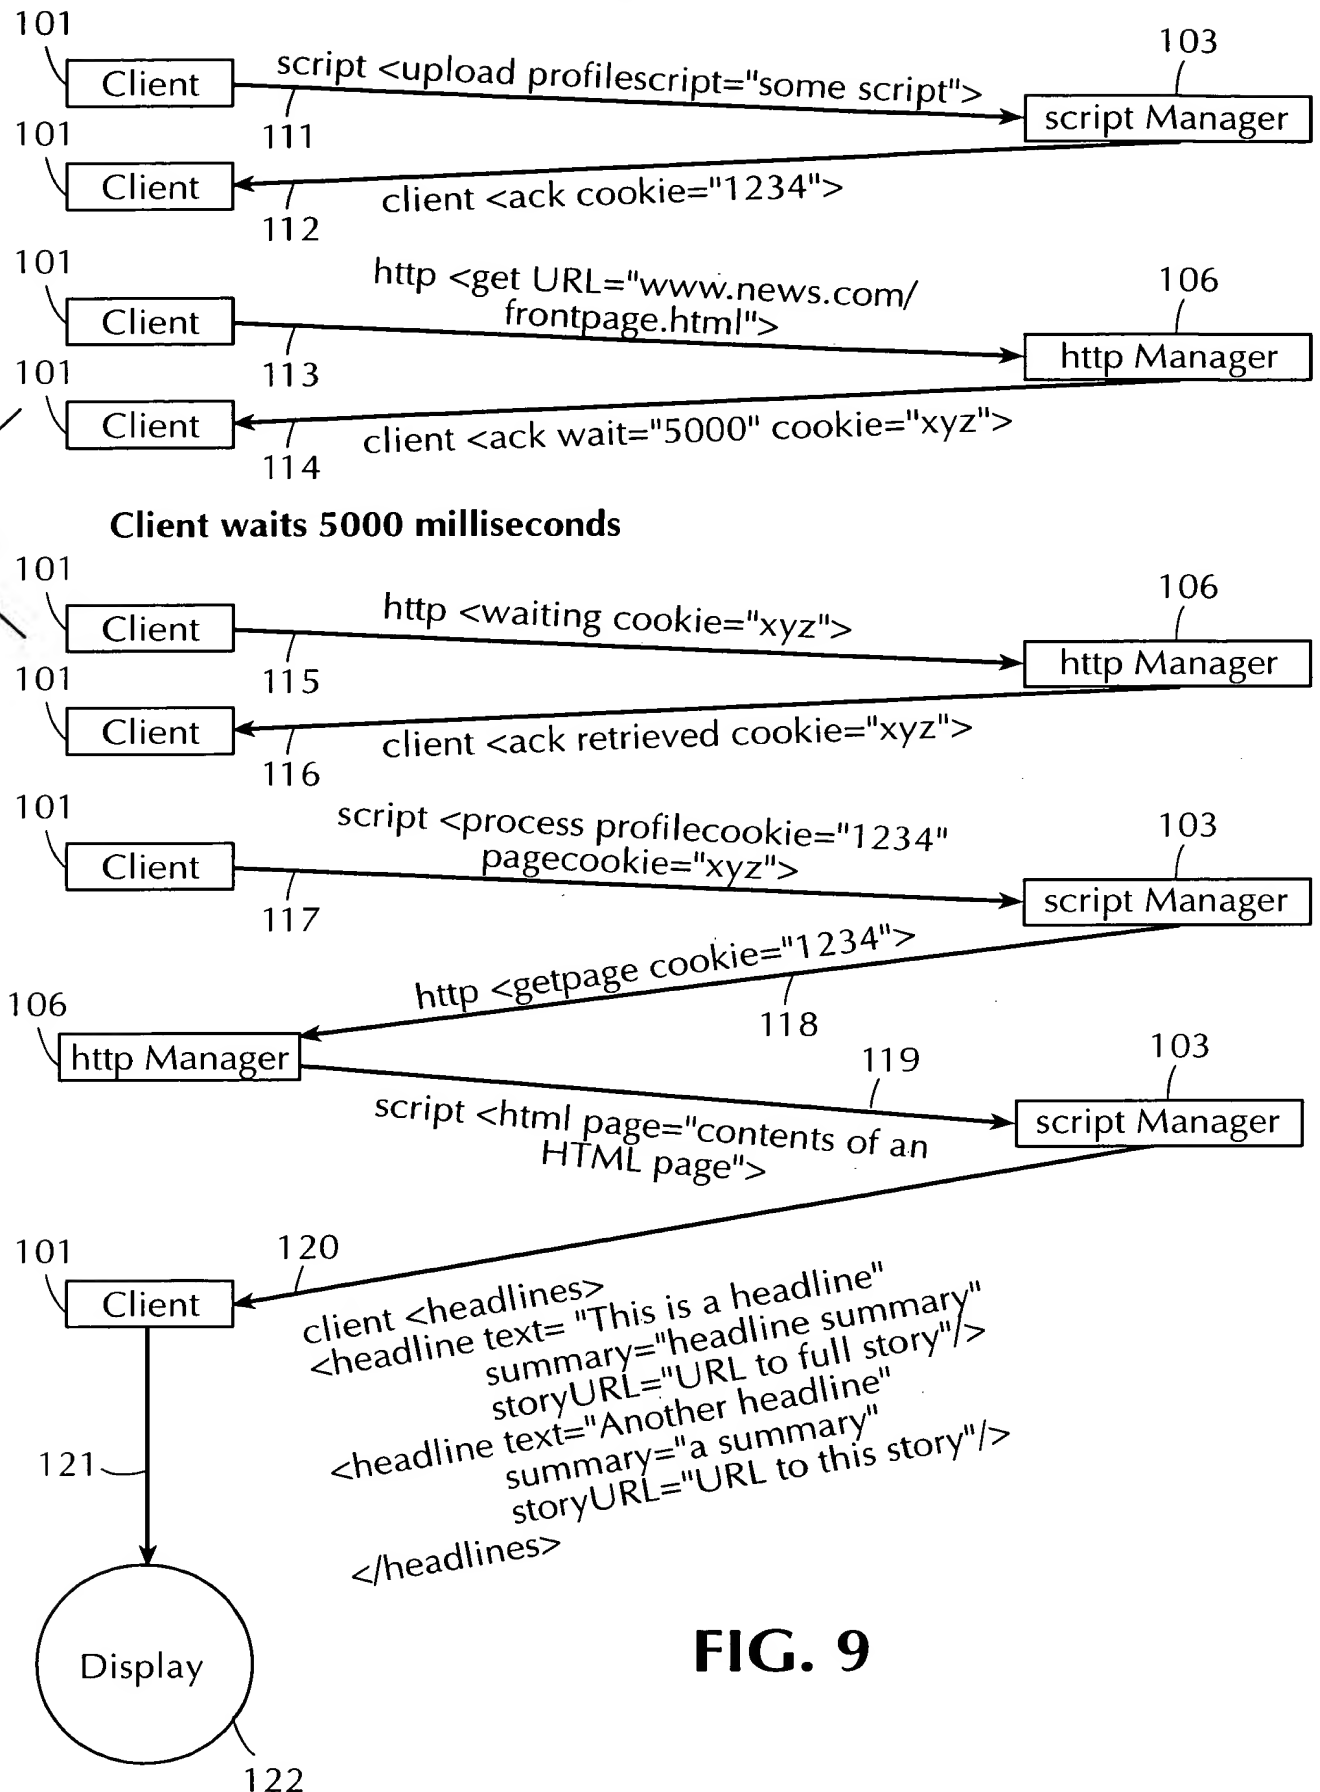 101
103
Client
script <upload profilescript="some script">
script Manager
111
101
Client
client <ack cookie="1234">
112
101
http <get URL="www.news.com/
frontpage.html">
106
Client
http Manager
113
101
Client
client <ack wait="5000" cookie="xyz">
114
Client waits 5000 milliseconds
101
106
http <waiting cookie="xyz">
Client
http Manager
115
101
Client
client <ack retrieved cookie="xyz">
116
101
script <process profilecookie="1234"
pagecookie="xyz">
103
Client
script Manager
117
http <getpage cookie="1234">
118
106
http Manager
119
103
script <html page="contents of an
HTML page">
script Manager
101
120
Client
client <headlines>
<headline text= "This is a headline"
summary="headline summary"
storyURL="URL to full story"/>
<headline text="Another headline"
summary="a summary"
storyURL="URL to this story"/>
</headlines>
121
Display
122
FIG. 9